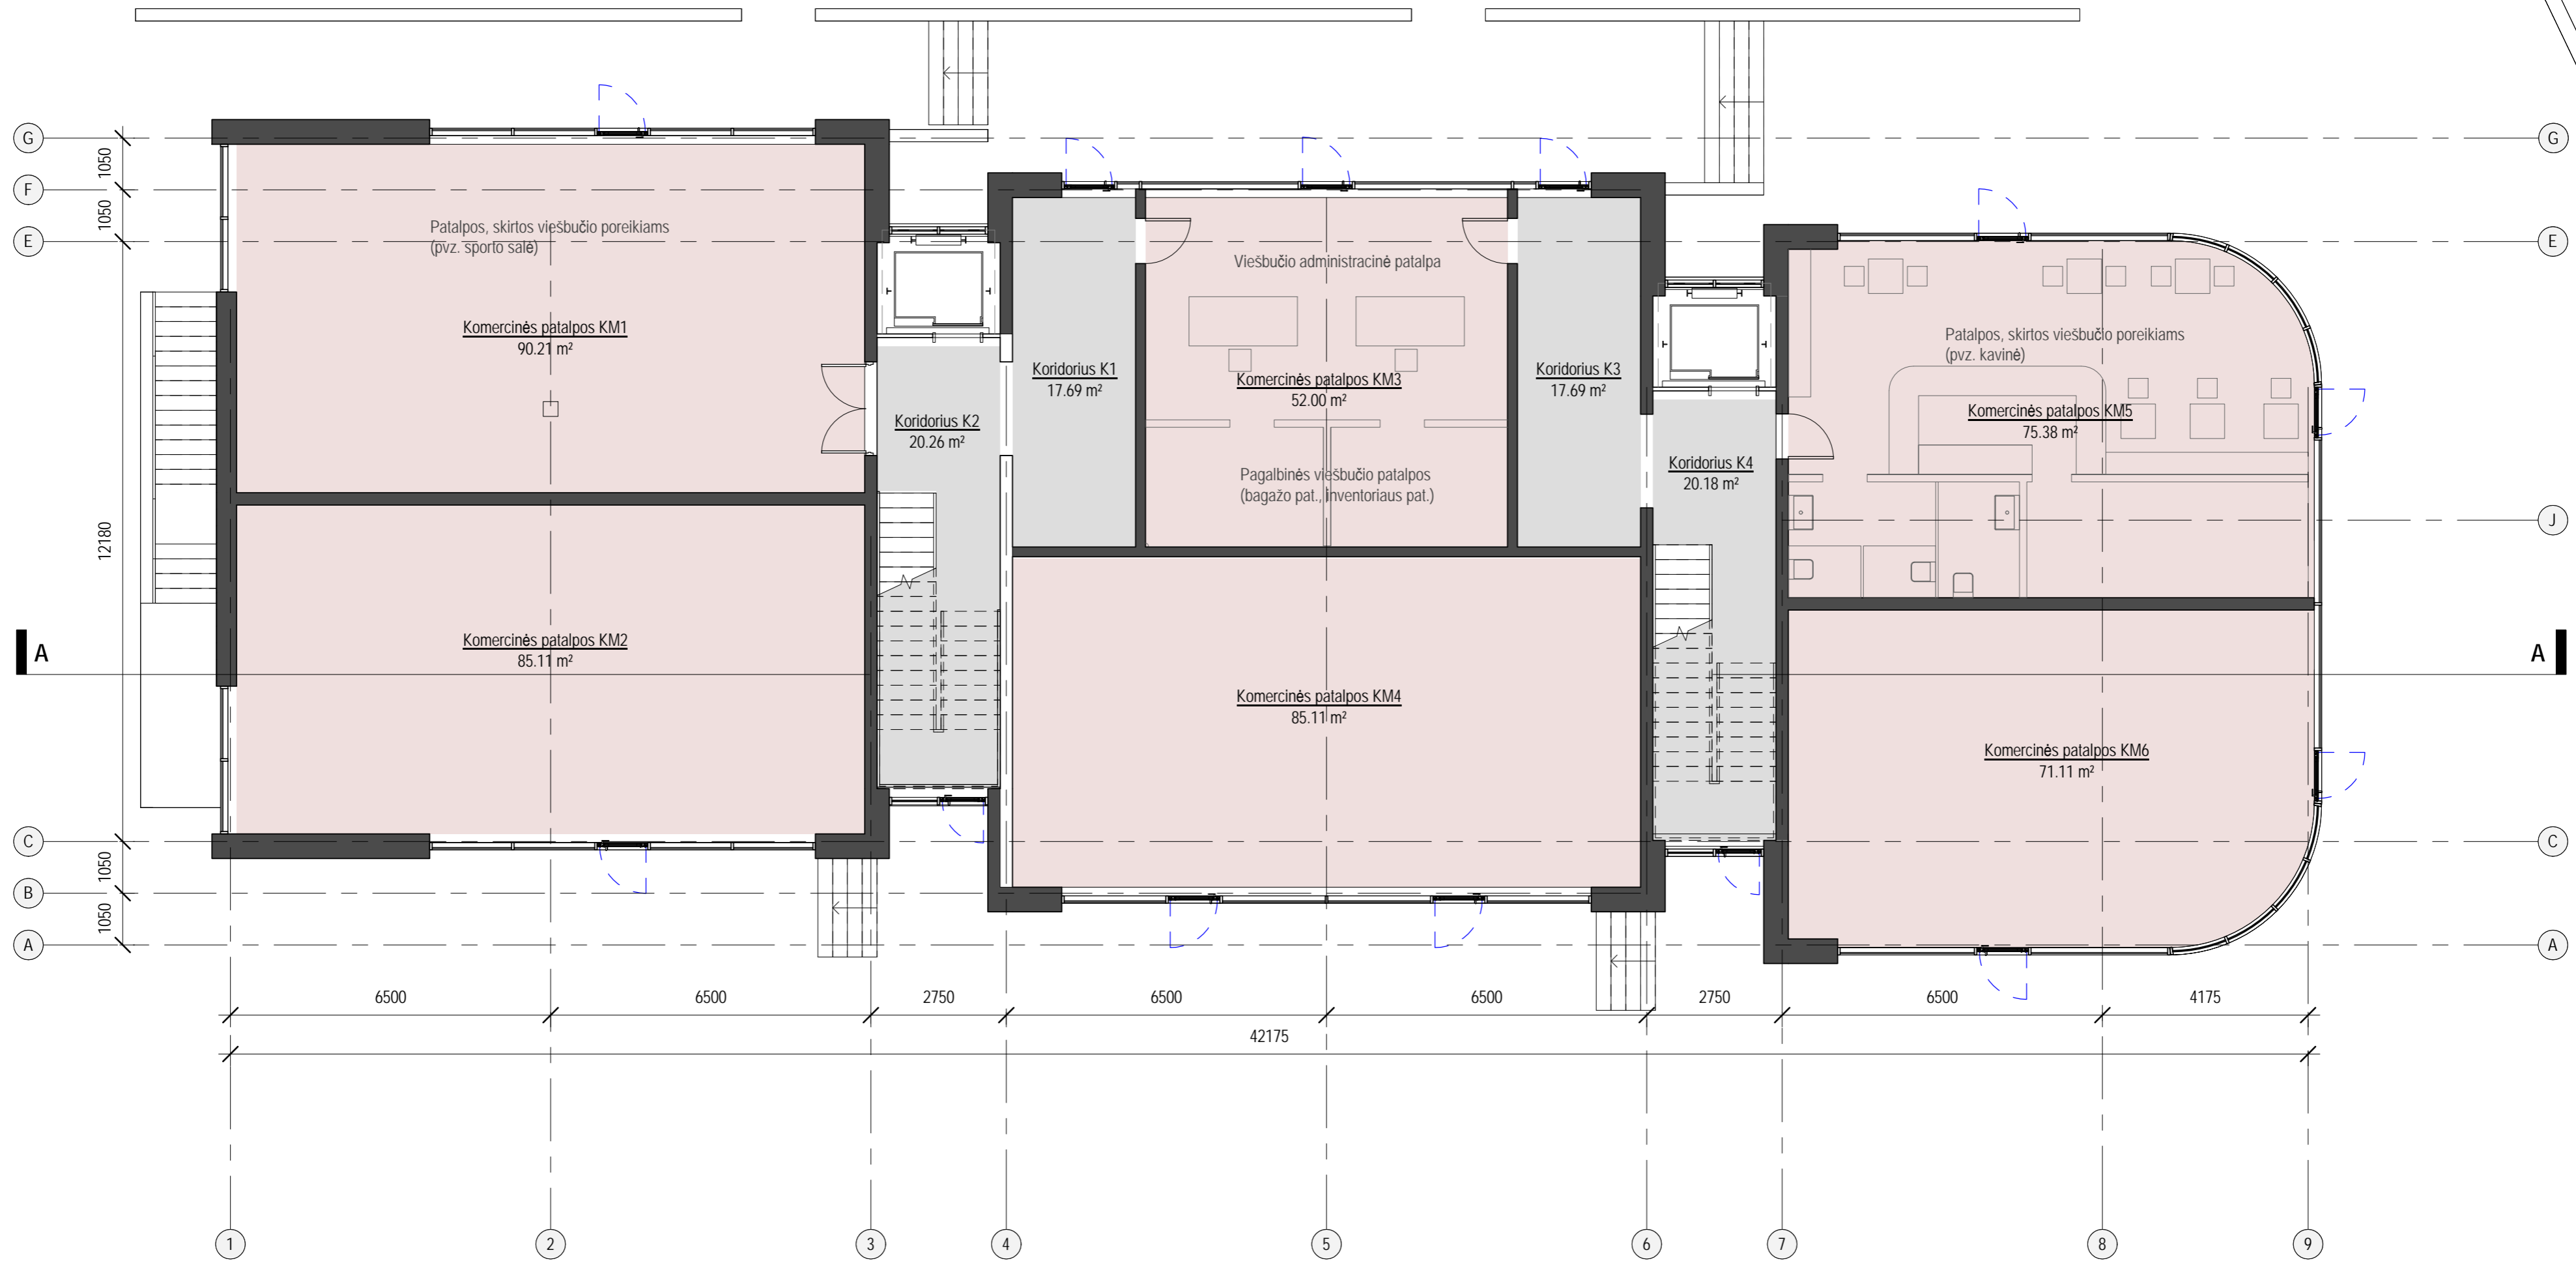 G
G
1050
F
1050
Patalpos, skirtos viešbučio poreikiams
(pvz. sporto salė)
E
E
Viešbučio administracinė patalpa
Komercinės patalpos KM1
90.21 m²
Patalpos, skirtos viešbučio poreikiams
(pvz. kavinė)
Koridorius K1
17.69 m²
Komercinės patalpos KM3
52.00 m²
Koridorius K3
17.69 m²
Koridorius K2
20.26 m²
Komercinės patalpos KM5
75.38 m²
Pagalbinės viešbučio patalpos
(bagažo pat., inventoriaus pat.)
Koridorius K4
20.18 m²
J
12180
A
A
Komercinės patalpos KM2
85.11 m²
Komercinės patalpos KM4
85.11 m²
Komercinės patalpos KM6
71.11 m²
C
C
1050
B
1050
A
A
6500
6500
2750
6500
6500
2750
6500
4175
42175
1
2
3
4
5
6
7
8
9